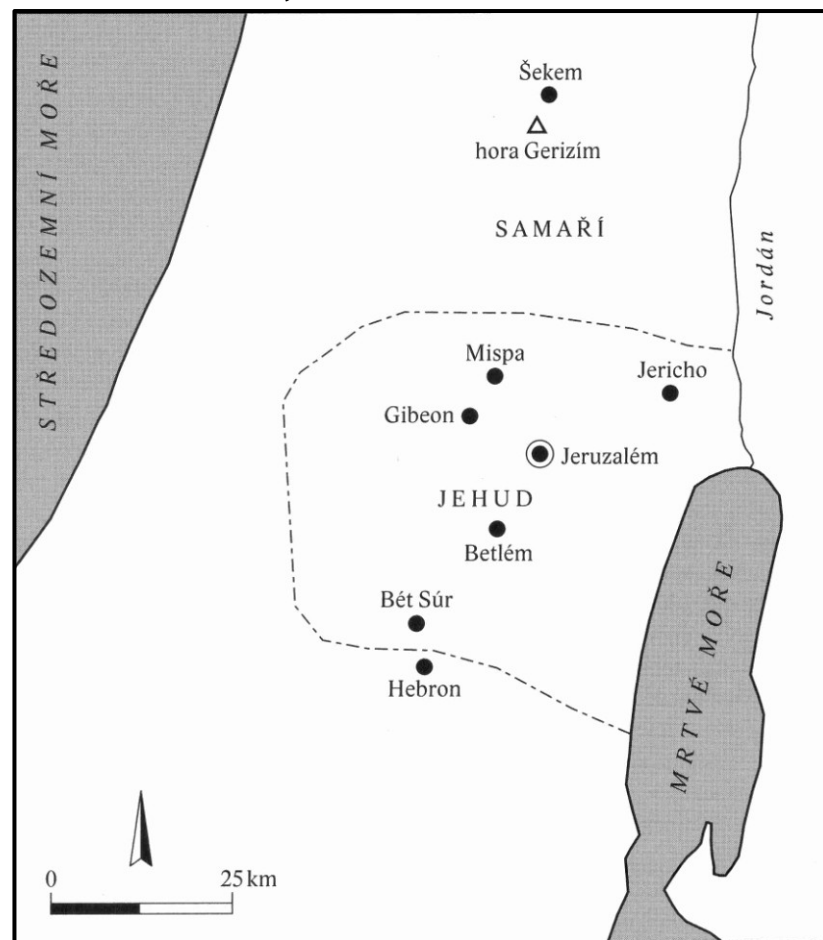 STŘEDOZEMNÍ MOŘE
Šekem
hora Gerizím
SAMAŘÍ
Jordán
Mispa
Jericho
Gibeon
Jeruzalém
JEHUD
Betlém
Bét Súr
Hebron
MRTVÉ MOŘE
0 25 km